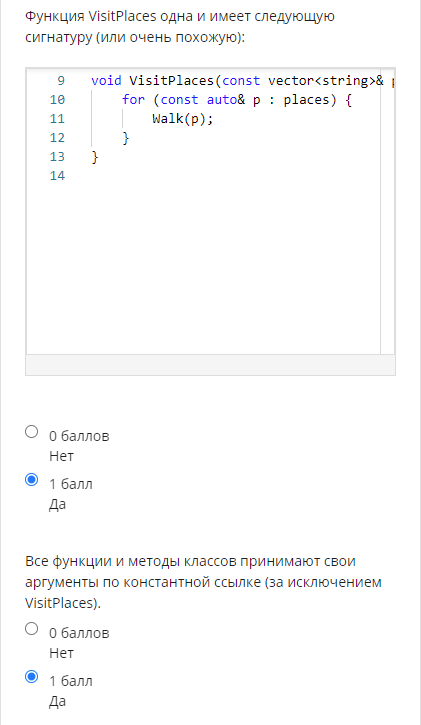 Функция VisitPlaces одна и имеет следующую
сигнатуру (или очень похожую):
9 void VisitPlaces(const vector<string>&
10 for (const auto& p : places) {
11 Walk(p);
12 }
13 }
14
0 баллов
Нет
1 балл
Да
Все функции и методы классов принимают свои
аргументы по константной ссылке (за исключением
VisitPlaces).
0 баллов
Нет
1 балл
Да